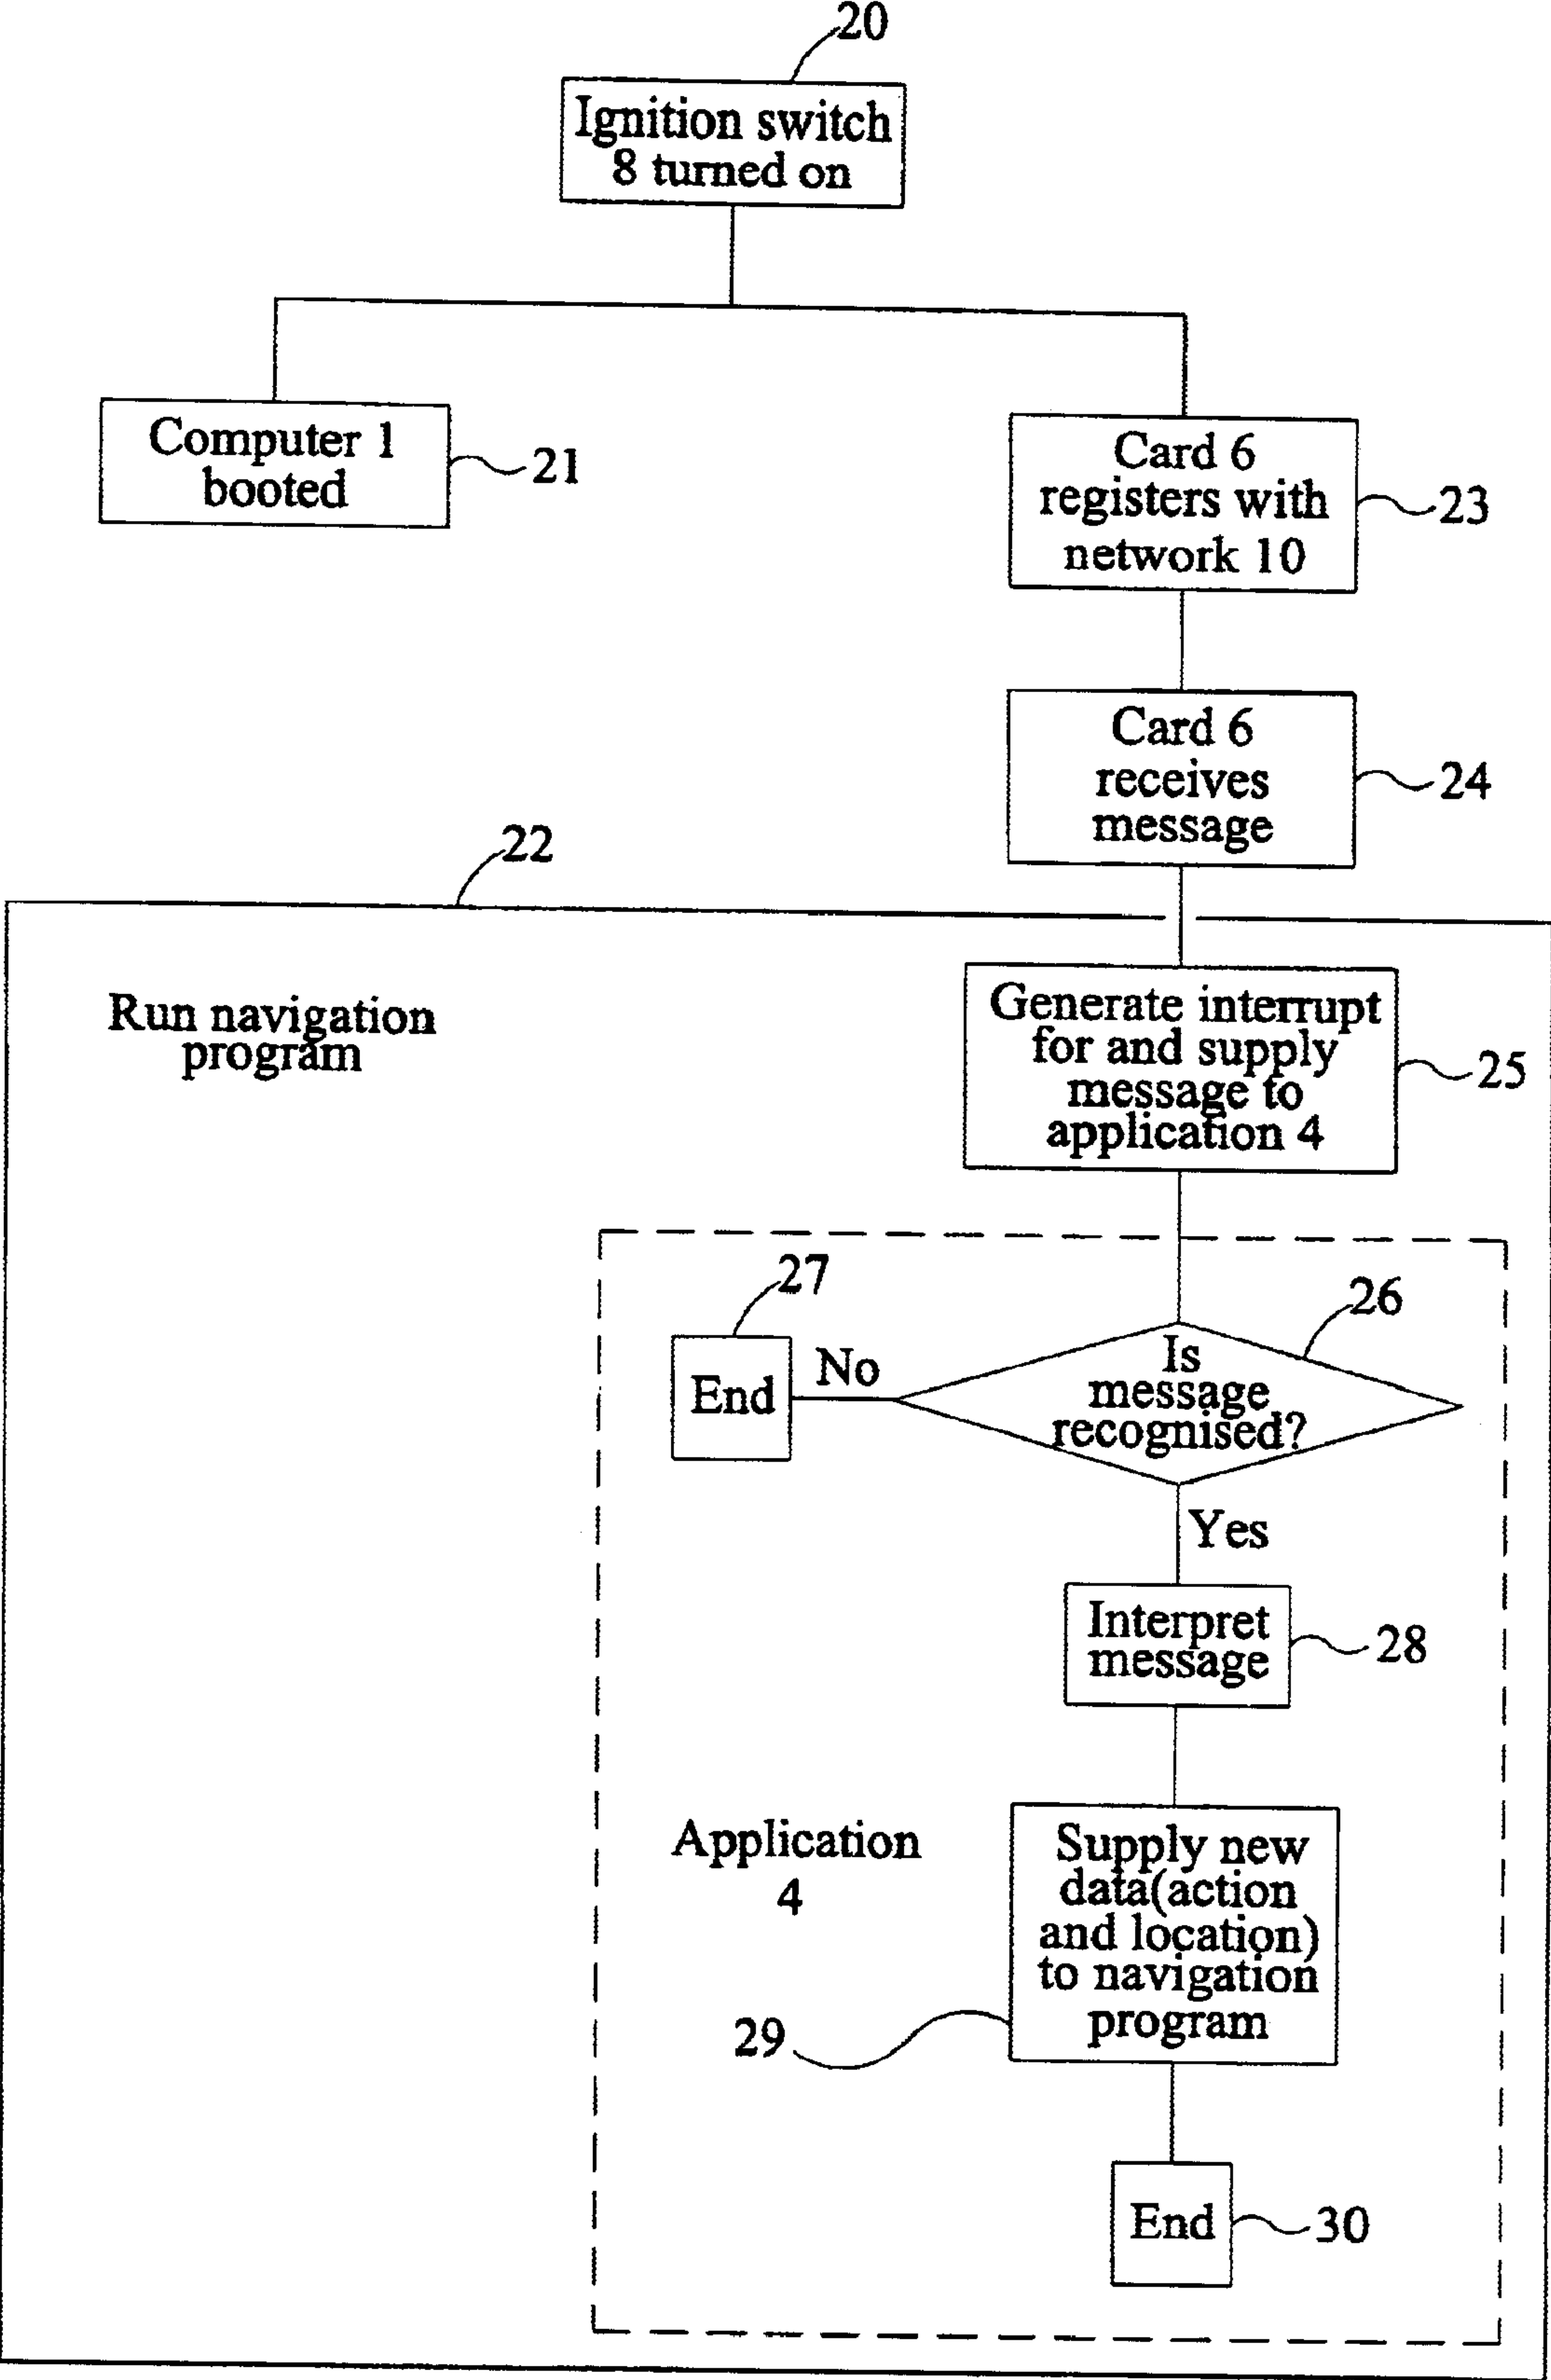 20
Ignition switch
8 turned on
Computer 1
booted
21
Card 6
registers with
network 10
23
Card 6
receives
message
24
22
Run navigation
program
Generate interrupt
for and supply
message to
application 4
25
27
End
No
26
Is
message
recognised?
Yes
Interpret
message
28
Application
4
Supply new
data(action
and location)
to navigation
program
29
End
30